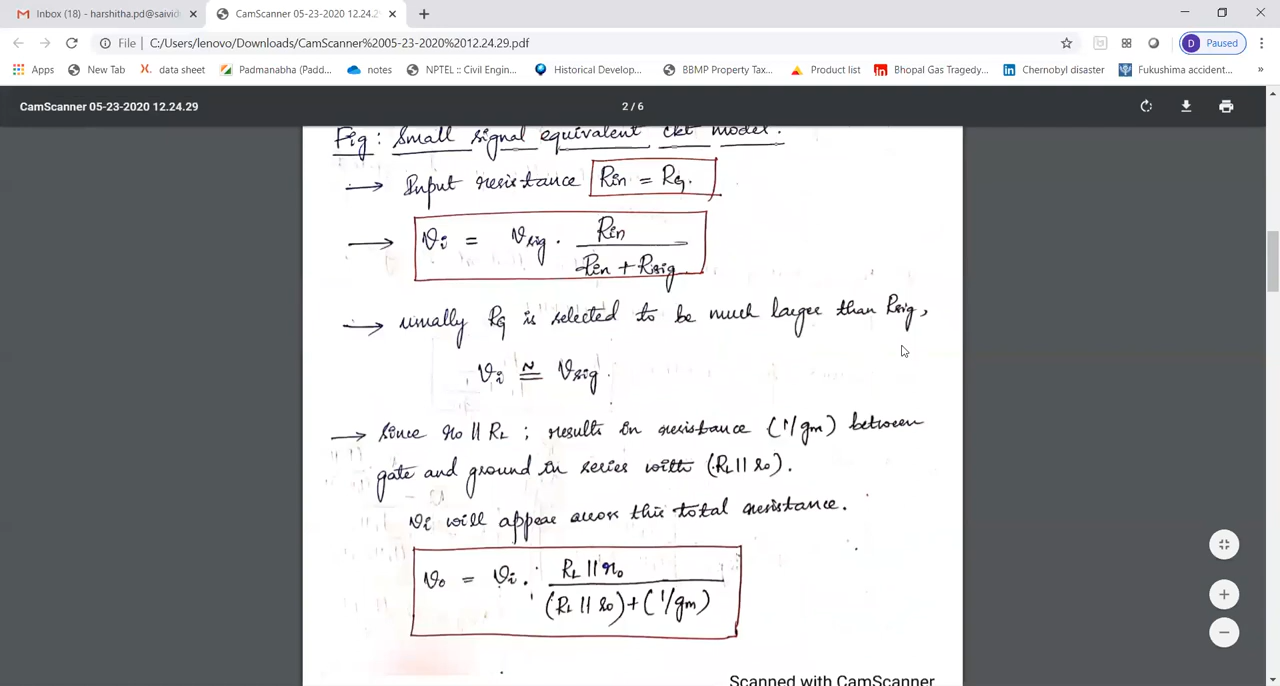 Inbox (18) - harshitha.pd@saivid
CamScanner 05-23-2020 12.24.2
File
C:/Users/lenovo/Downloads/CamScanner%2005-23-2020%2012.24.29.pdf
D Paused
Apps
New Tab
data sheet
Padmanabha (Padd...
notes
NPTEL :: Civil Engin...
Historical Develop...
BBMP Property Tax...
Product list
Bhopal Gas Tragedy...
Chernobyl disaster
Fukushima accident...
»
CamScanner 05-23-2020 12.24.29
2 / 6
Fig : Small signal equivalent ckt model.
→ Input resistance Rin = RG.
→ vi = vsig . Rin / Rin + Rsig
→ usually RG is selected to be much larger than Rsig,
vi ≅ vsig.
→ Since ro || RL ; results in resistance (1/gm) between
gate and ground in series with (RL || ro).
vi will appear across this total resistance.
vo = vi . RL || ro / (RL || ro) + (1/gm)
Scanned with CamScanner